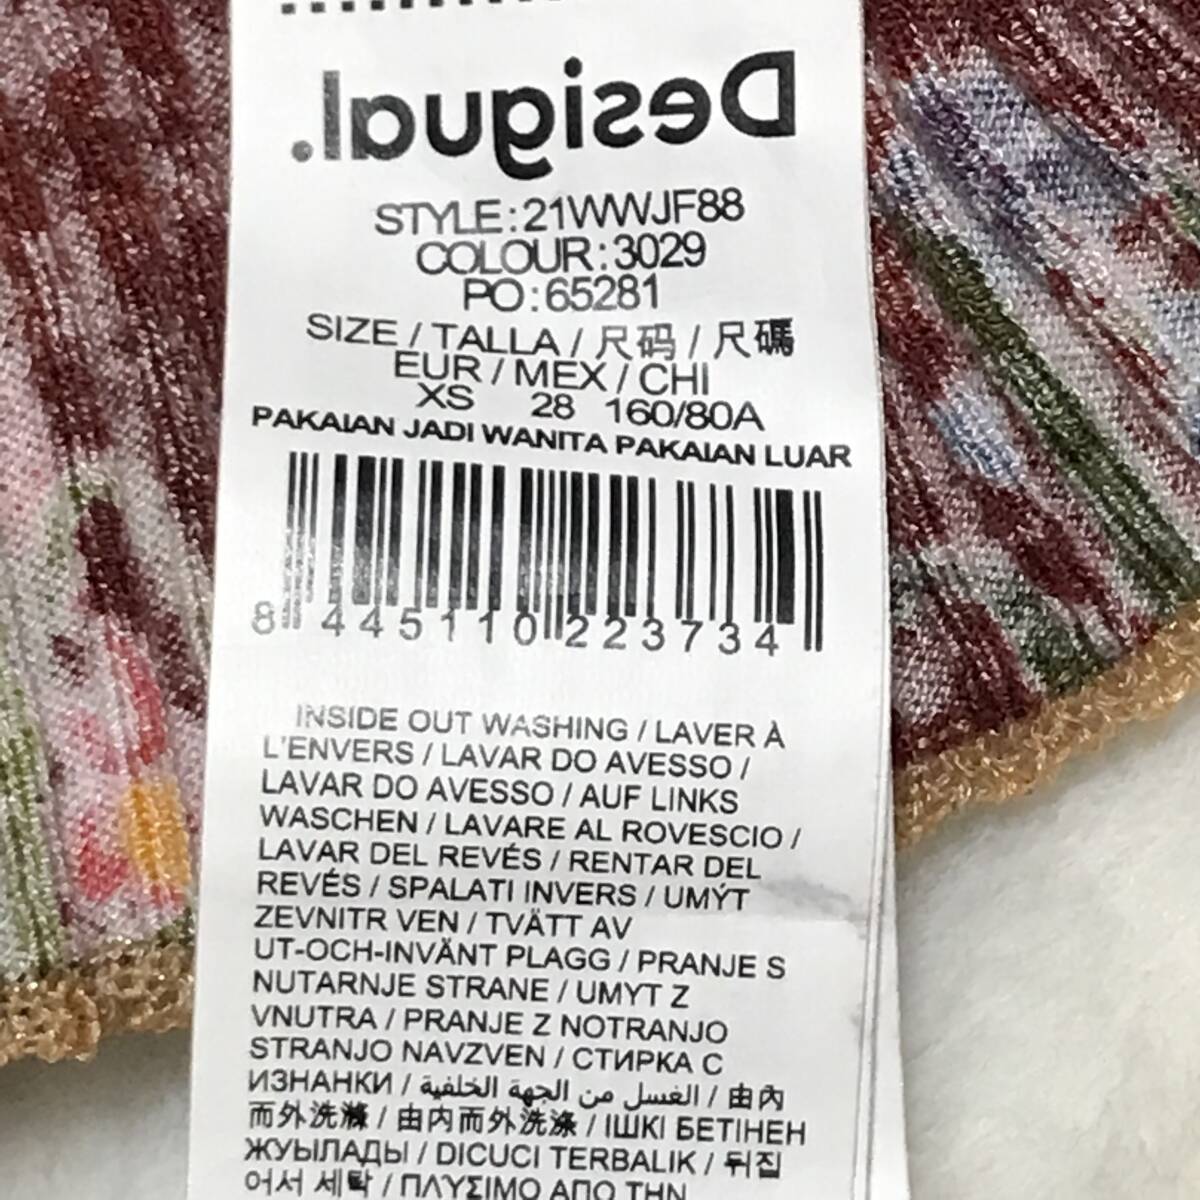 Desigual.
STYLE:21WWJF88
COLOUR:3029
PO:65281
SIZE / TALLA / 尺码 / 尺碼
EUR / MEX / CHI
XS 28 160/80A
PAKAIAN JADI WANITA PAKAIAN LUAR
8 445110 223734
INSIDE OUT WASHING / LAVER À
L'ENVERS / LAVAR DO AVESSO /
LAVAR DO AVESSO / AUF LINKS
WASCHEN / LAVARE AL ROVESCIO /
LAVAR DEL REVÉS / RENTAR DEL
REVÉS / SPALATI INVERS / UMÝT
ZEVNITR VEN / TVÄTT AV
UT-OCH-INVÄNT PLAGG / PRANJE S
NUTARNJE STRANE / UMYT Z
VNUTRA / PRANJE Z NOTRANJO
STRANJO NAVZVEN / СТИРКА С
ИЗНАНКИ / الغسل من الجهة الخلفية / 由內
而外洗滌 / 由内而外洗涤 / ІШКІ БЕТІНЕН
ЖУЫЛАДЫ / DICUCI TERBALIK / 뒤집
어서 세탁 / ΠΛΥΣΙΜΟ ΑΠΟ ΤΗΝ